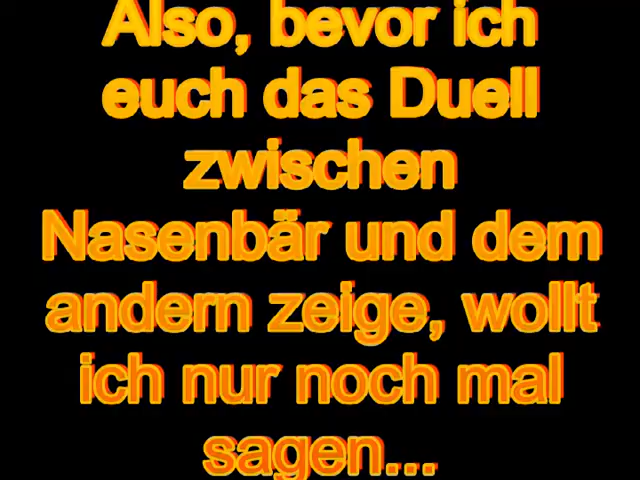 Also, bevor ich
euch das Duell
zwischen
Nasenbär und dem
andern zeige, wollt
ich nur noch mal
sagen...